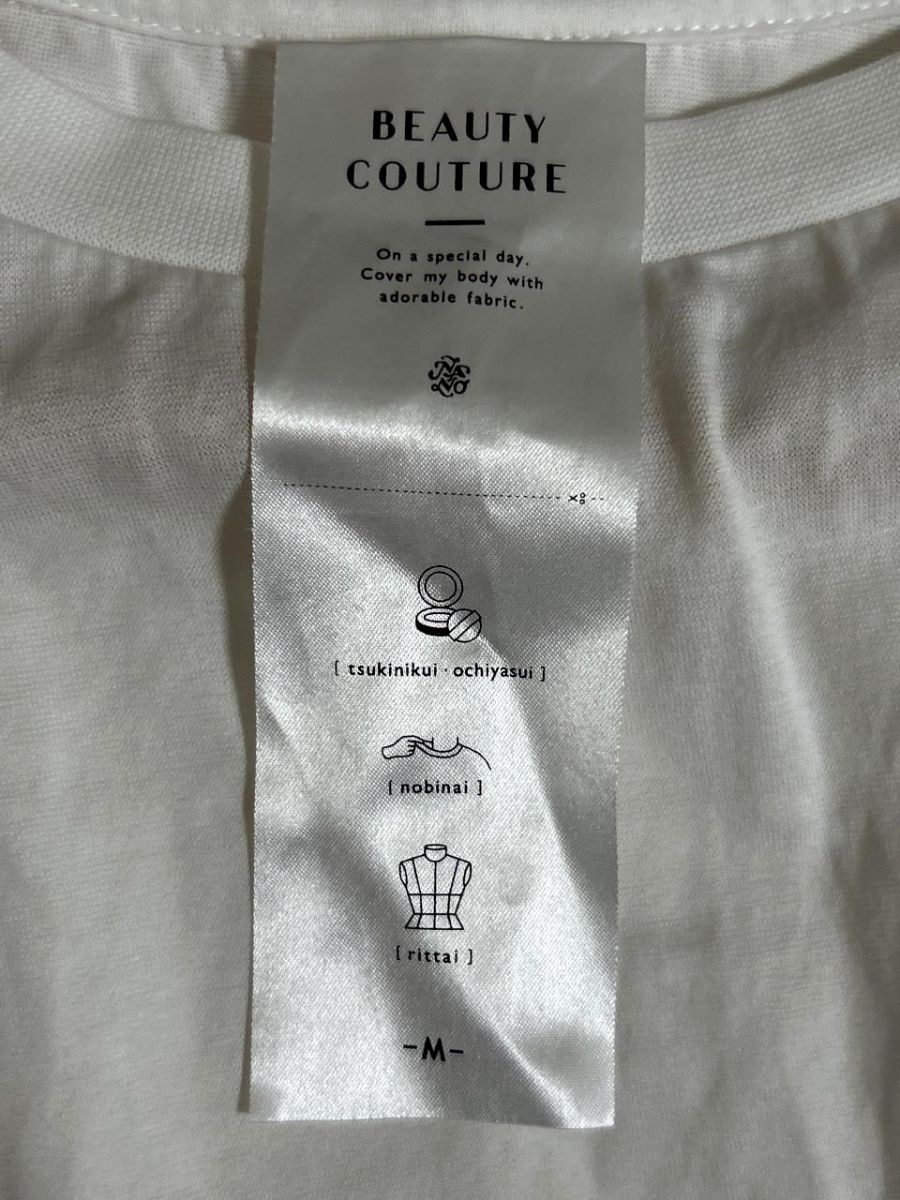 BEAUTY
COUTURE
On a special day.
Cover my body with
adorable fabric.
[ tsukinikui · ochiyasui ]
[ nobinai ]
[ rittai ]
-M-